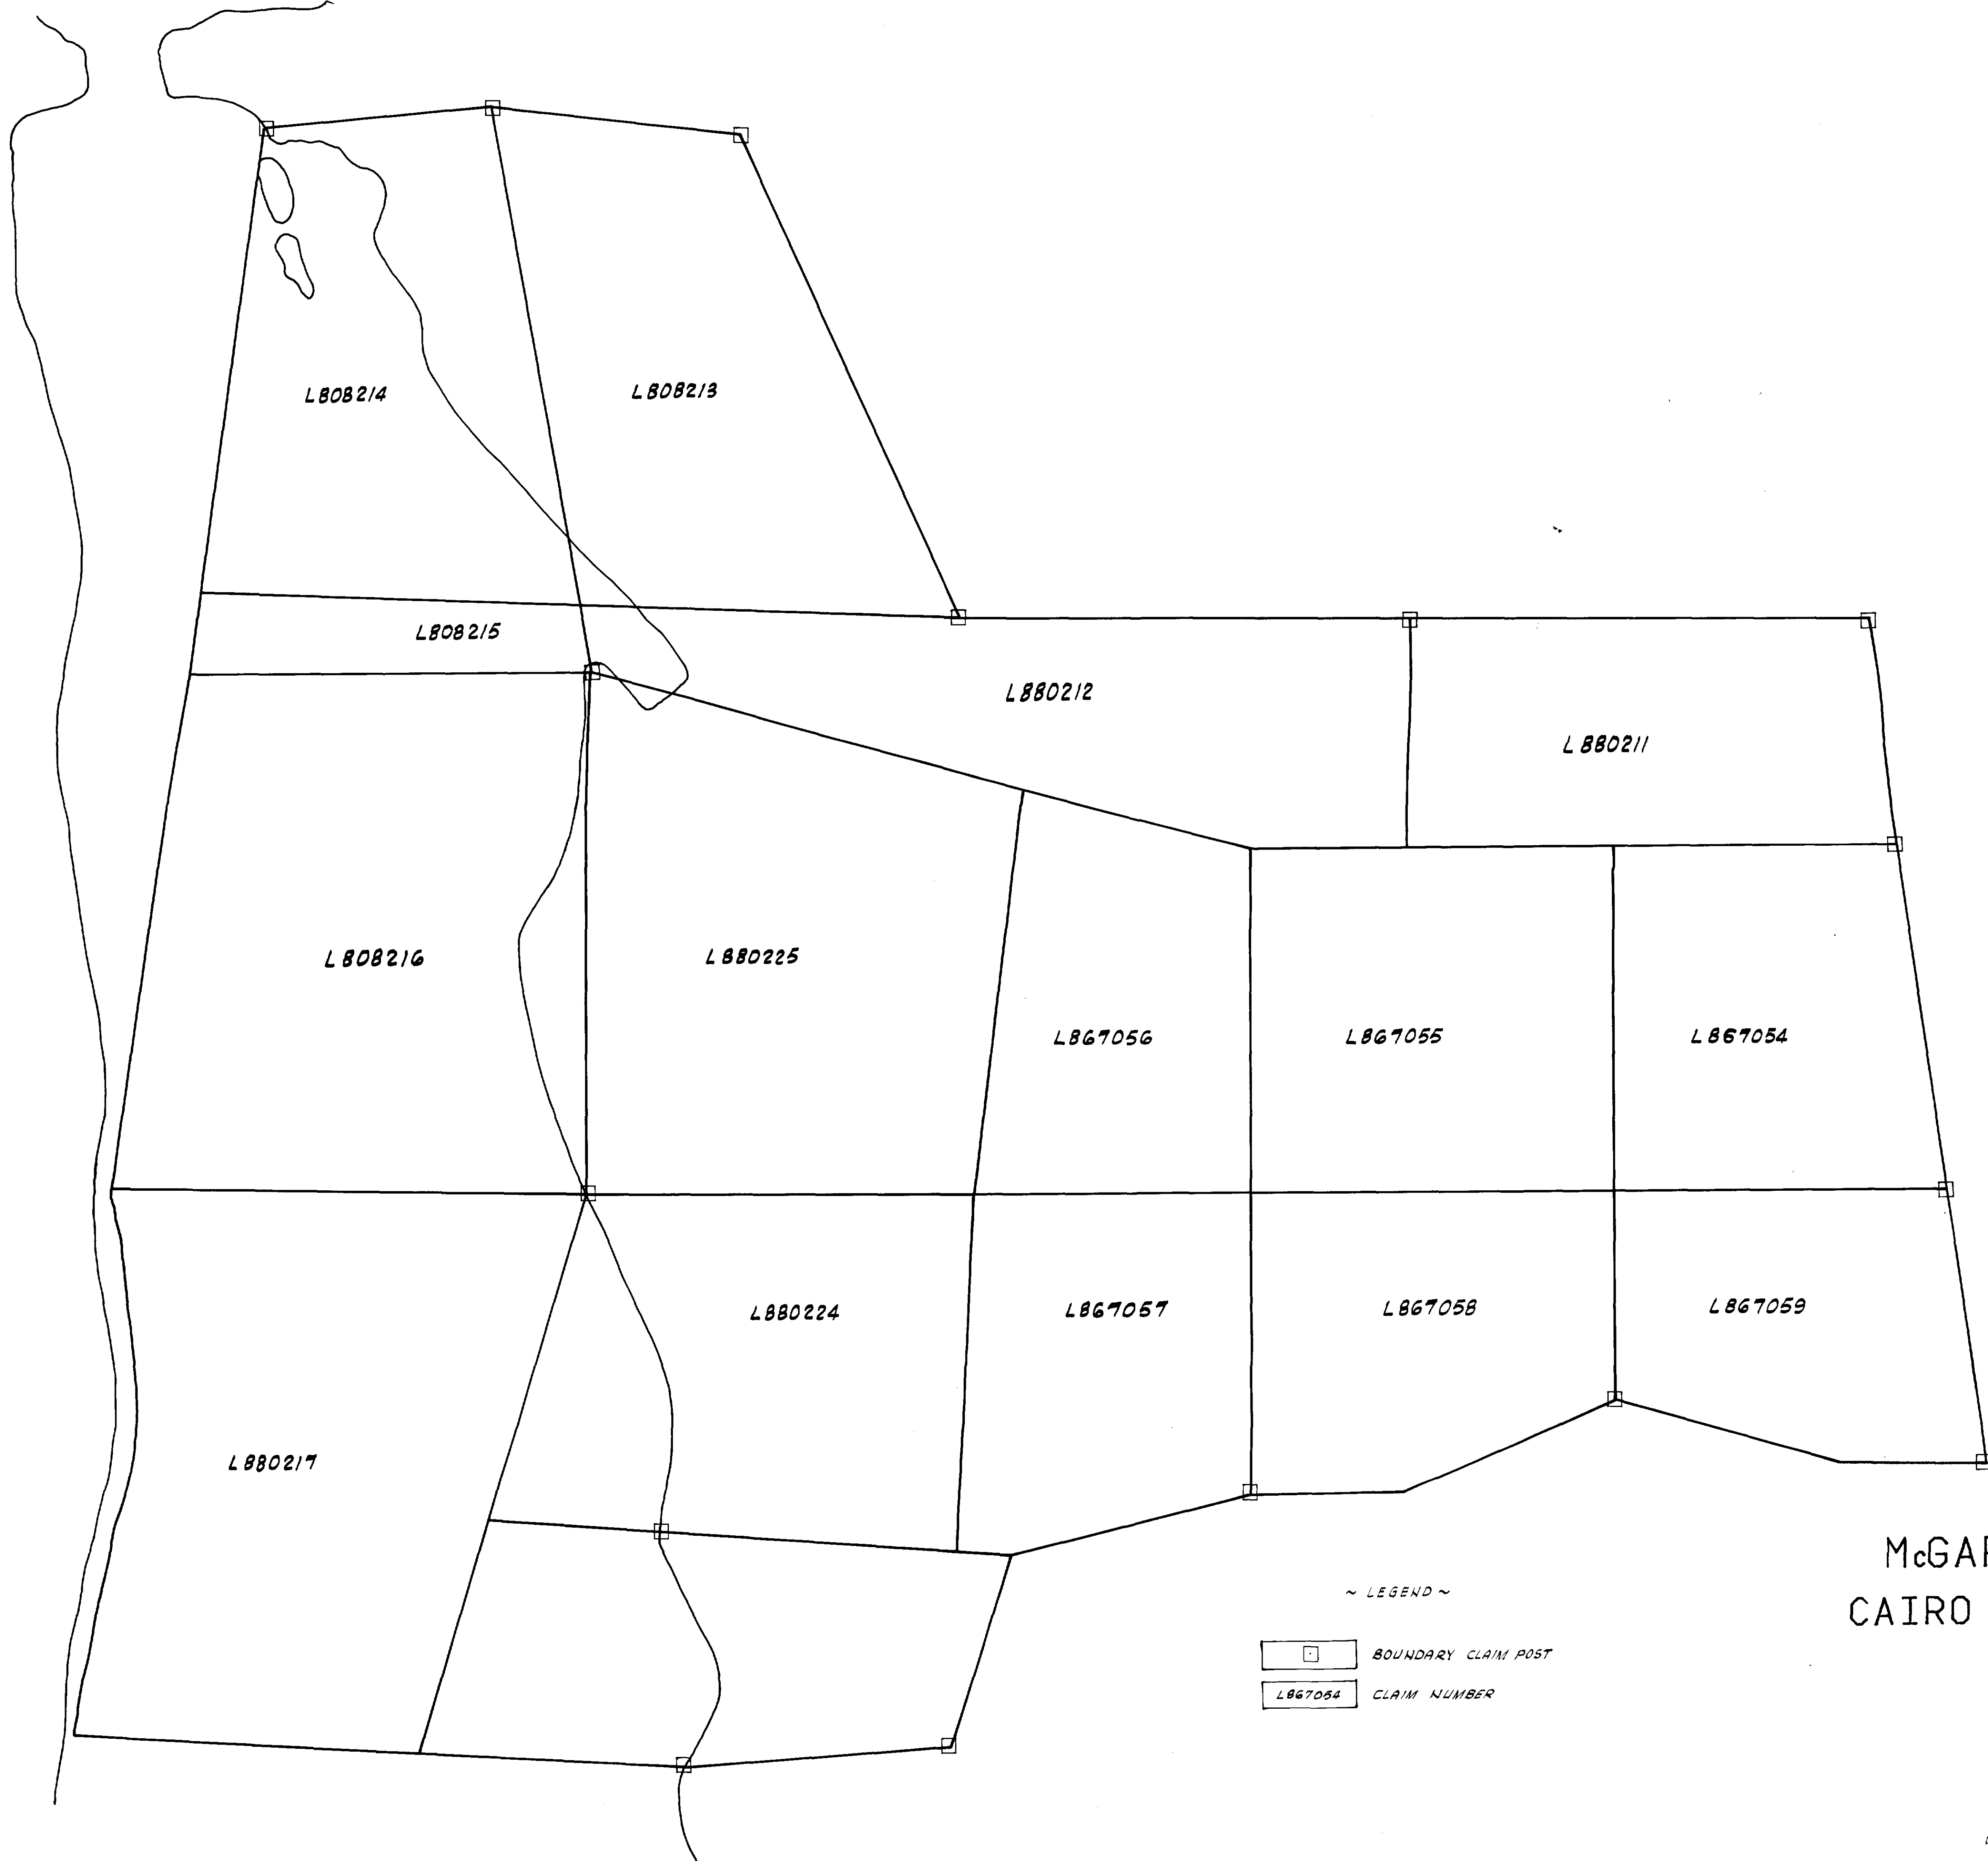 L808214
L808213
L808215
L880212
L880211
L808216
L880225
L867056
L867055
L867054
L880224
L867057
L867058
L867059
L880217
~ LEGEND ~
BOUNDARY CLAIM POST
L867054 CLAIM NUMBER
McGAR
CAIRO